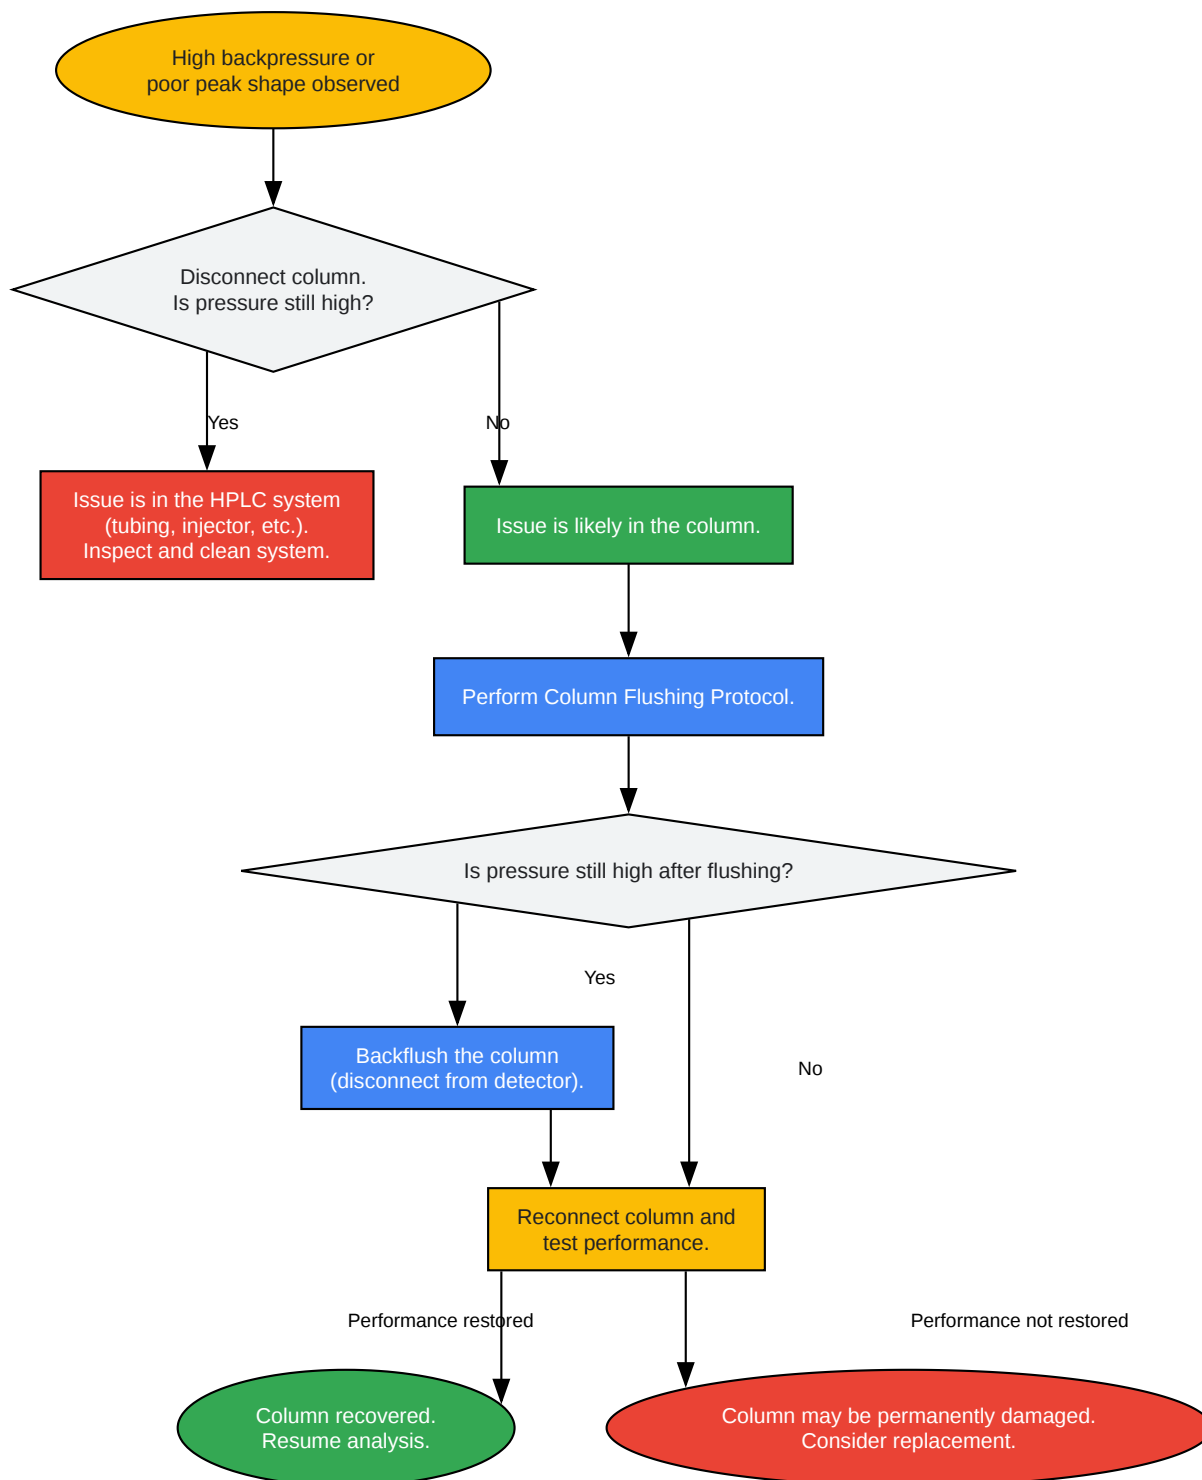 High backpressure or
poor peak shape observed
Disconnect column.
Is pressure still high?
Yes
No
Issue is in the HPLC system
(tubing, injector, etc.).
Inspect and clean system.
Issue is likely in the column.
Perform Column Flushing Protocol.
Is pressure still high after flushing?
Yes
Backflush the column
(disconnect from detector).
No
Reconnect column and
test performance.
Performance restored
Performance not restored
Column recovered.
Resume analysis.
Column may be permanently damaged.
Consider replacement.